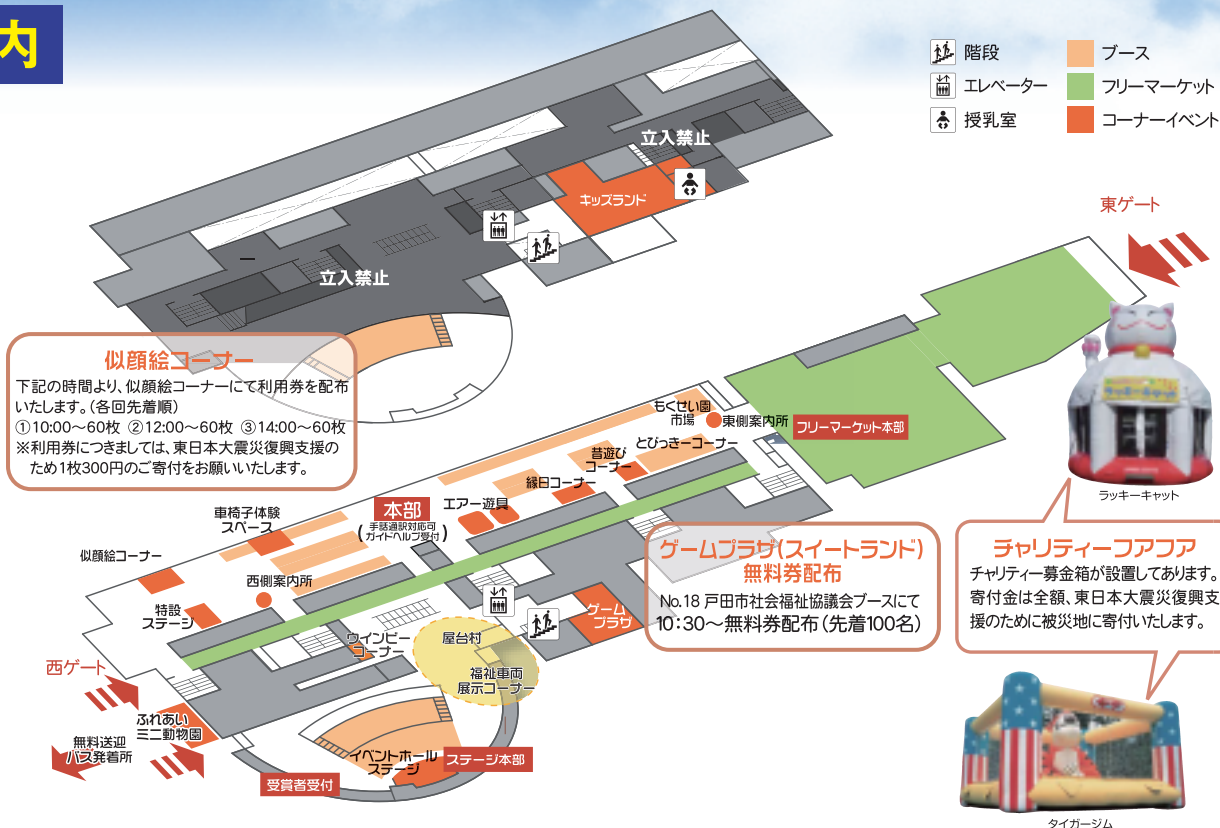 内
階段
エレベーター
授乳室
ブース
フリーマーケット
コーナーイベント
立入禁止
キッズランド
立入禁止
東ゲート
似顔絵コーナー
下記の時間より、似顔絵コーナーにて利用券を配布
いたします。(各回先着順)
①10:00〜60枚 ②12:00〜60枚 ③14:00〜60枚
※利用券につきましては、東日本大震災復興支援の
ため1枚300円のご寄付をお願いいたします。
もくせい園
市場
東側案内所
フリーマーケット本部
とびっきーコーナー
昔遊び
コーナー
縁日コーナー
エアー遊具
本部
(手話通訳対応可
ガイドヘルプ受付)
車椅子体験
スペース
似顔絵コーナー
西側案内所
特設
ステージ
ウインピー
コーナー
屋台村
福祉車両
展示コーナー
ゲーム
プラザ
西ゲート
ふれあい
ミニ動物園
無料送迎
バス発着所
イベントホール
ステージ
ステージ本部
受賞者受付
ゲームプラザ(スイートランド)
無料券配布
No.18 戸田市社会福祉協議会ブースにて
10:30〜無料券配布(先着100名)
ラッキーキャット
チャリティーフアフア
チャリティー募金箱が設置してあります。
寄付金は全額、東日本大震災復興支
援のために被災地に寄付いたします。
タイガージム